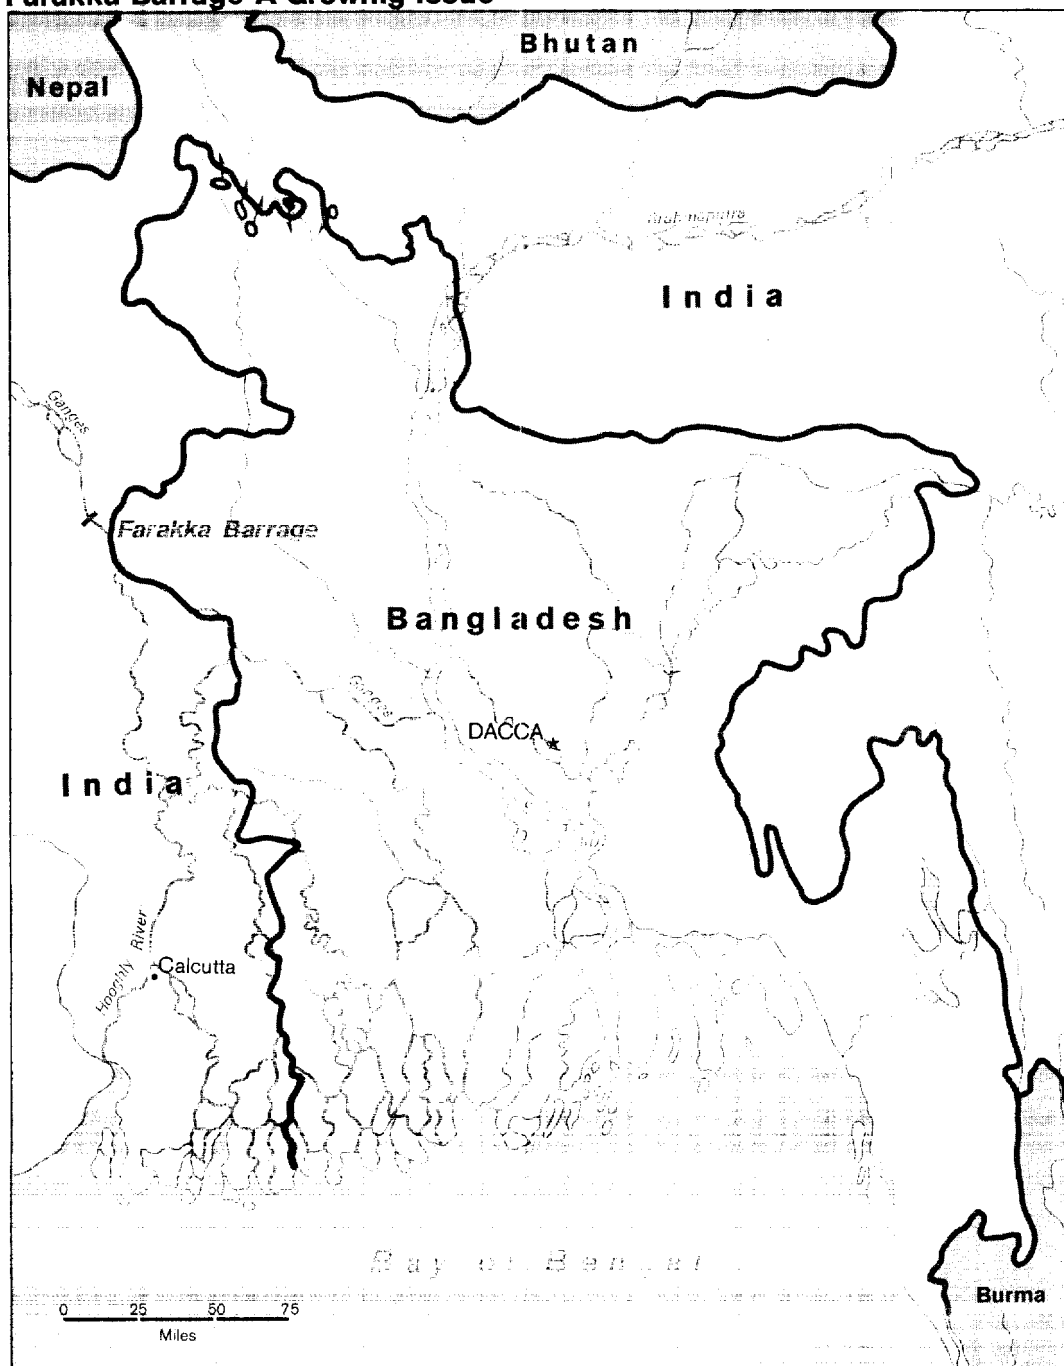 Farakka Barrage-A Growing Issue
Bhutan
Nepal
Brahmaputra
India
Ganges
Farakka Barrage
Bangladesh
Ganges
DACCA
India
Hooghly River
Calcutta
Bay of Bengal
Burma
0 25 50 75
Miles